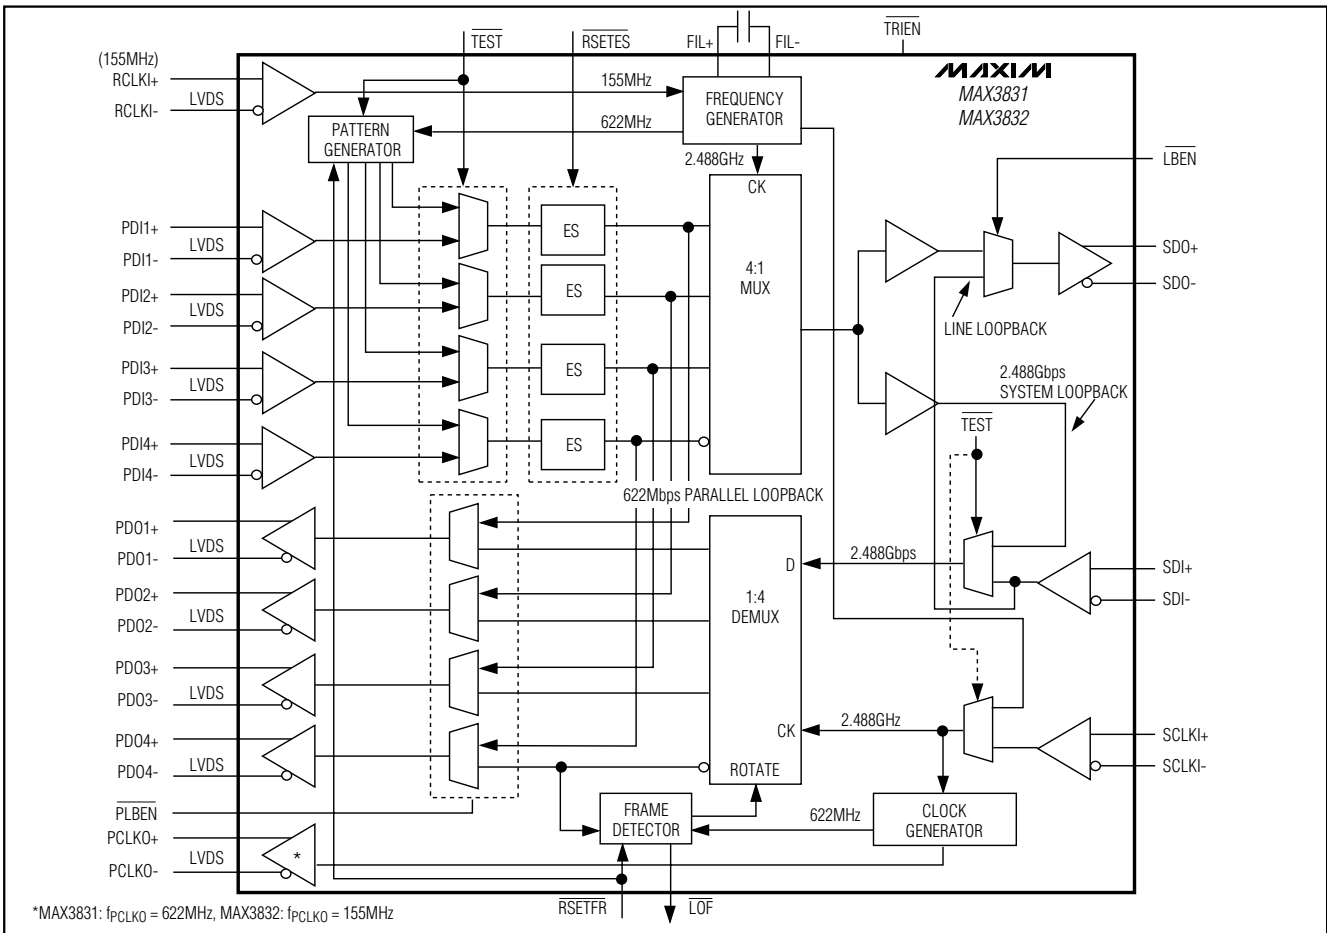 TEST
RSETES
FIL+
FIL-
TRIEN
(155MHz)
RCLKI+
LVDS
RCLKI-
155MHz
622MHz
PATTERN
GENERATOR
FREQUENCY
GENERATOR
2.488GHz
MAXIM
MAX3831
MAX3832
LBEN
CK
4:1
MUX
PDI1+
LVDS
PDI1-
ES
PDI2+
LVDS
PDI2-
ES
PDI3+
LVDS
PDI3-
ES
PDI4+
LVDS
PDI4-
ES
SDO+
SDO-
LINE LOOPBACK
2.488Gbps
SYSTEM LOOPBACK
TEST
622Mbps PARALLEL LOOPBACK
PDO1+
LVDS
PDO1-
PDO2+
LVDS
PDO2-
PDO3+
LVDS
PDO3-
PDO4+
LVDS
PDO4-
D
2.488Gbps
1:4
DEMUX
SDI+
SDI-
CK
2.488GHz
ROTATE
SCLKI+
SCLKI-
PLBEN
PCLKO+
LVDS
PCLKO-
*
FRAME
DETECTOR
622MHz
CLOCK
GENERATOR
RSETFR
LOF
*MAX3831: fPCLKO = 622MHz, MAX3832: fPCLKO = 155MHz